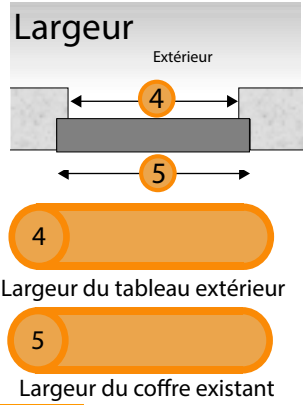 Largeur
Extérieur
4
5
4
Largeur du tableau extérieur
5
Largeur du coffre existant